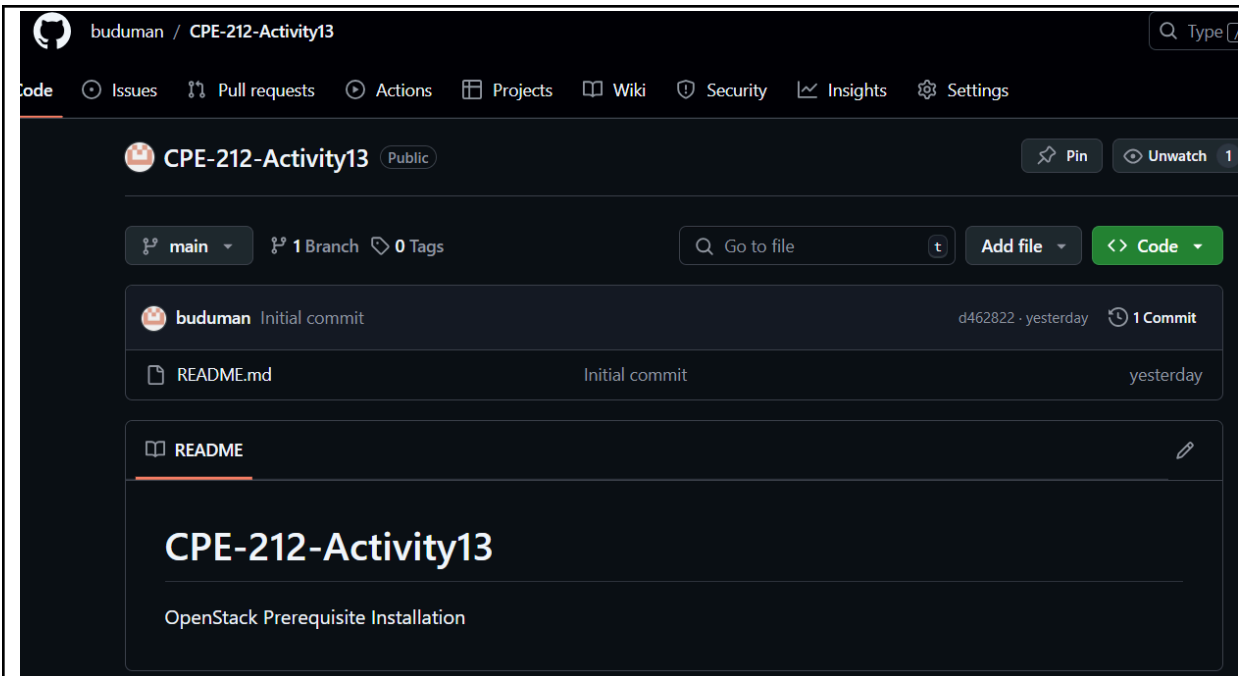 buduman / CPE-212-Activity13
Type /
Code Issues Pull requests Actions Projects Wiki Security Insights Settings
CPE-212-Activity13 Public Pin Unwatch 1
main 1 Branch 0 Tags Go to file t Add file Code
buduman Initial commit d462822 · yesterday 1 Commit
README.md Initial commit yesterday
README
CPE-212-Activity13
OpenStack Prerequisite Installation